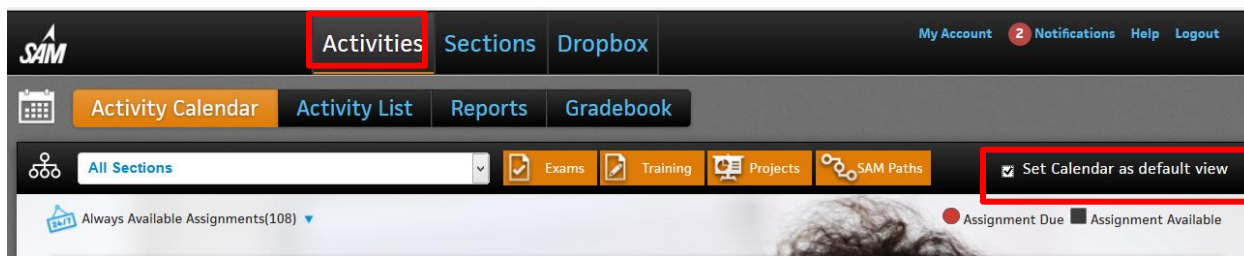 SAM Activities Sections Dropbox My Account 2 Notifications Help Logout
Activity Calendar Activity List Reports Gradebook
All Sections Exams Training Projects SAM Paths Set Calendar as default view
24/7 Always Available Assignments(108) Assignment Due Assignment Available